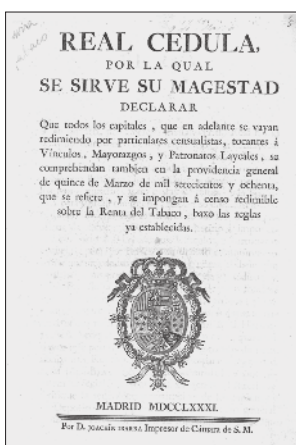 REAL CEDULA,
POR LA QUAL
SE SIRVE SU MAGESTAD
DECLARAR
Que todos los capitales, que en adelante se vayan
redimiendo por particulares censualistas, tocantes á
Vínculos, Mayorazgos, y Patronatos Laycales, se
comprehendan tambien en la providencia general
de quince de Marzo de mil setecientos y ochenta,
que se refiere, y se impongan á censo redimible
sobre la Renta del Tabaco, baxo las reglas
ya establecidas.
MADRID MDCCLXXXI.
Por D. JOACHÎN IBARRA Impresor de Cámara de S. M.